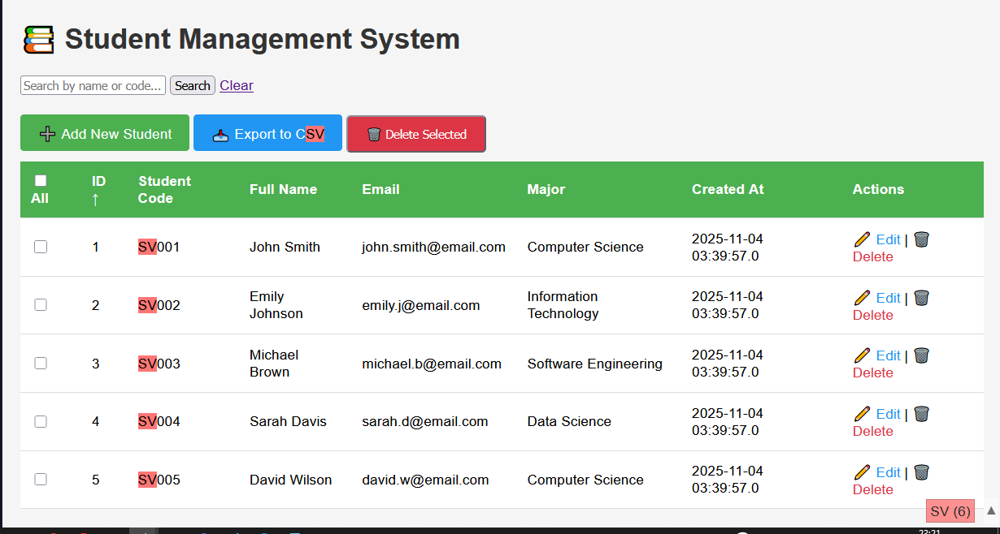 Student Management System
Search by name or code... Search Clear
Add New Student Export to CSV Delete Selected
All ID ↑ Student Code Full Name Email Major Created At Actions
1 SV001 John Smith john.smith@email.com Computer Science 2025-11-04 03:39:57.0 Edit | Delete
2 SV002 Emily Johnson emily.j@email.com Information Technology 2025-11-04 03:39:57.0 Edit | Delete
3 SV003 Michael Brown michael.b@email.com Software Engineering 2025-11-04 03:39:57.0 Edit | Delete
4 SV004 Sarah Davis sarah.d@email.com Data Science 2025-11-04 03:39:57.0 Edit | Delete
5 SV005 David Wilson david.w@email.com Computer Science 2025-11-04 03:39:57.0 Edit | Delete
SV (6)